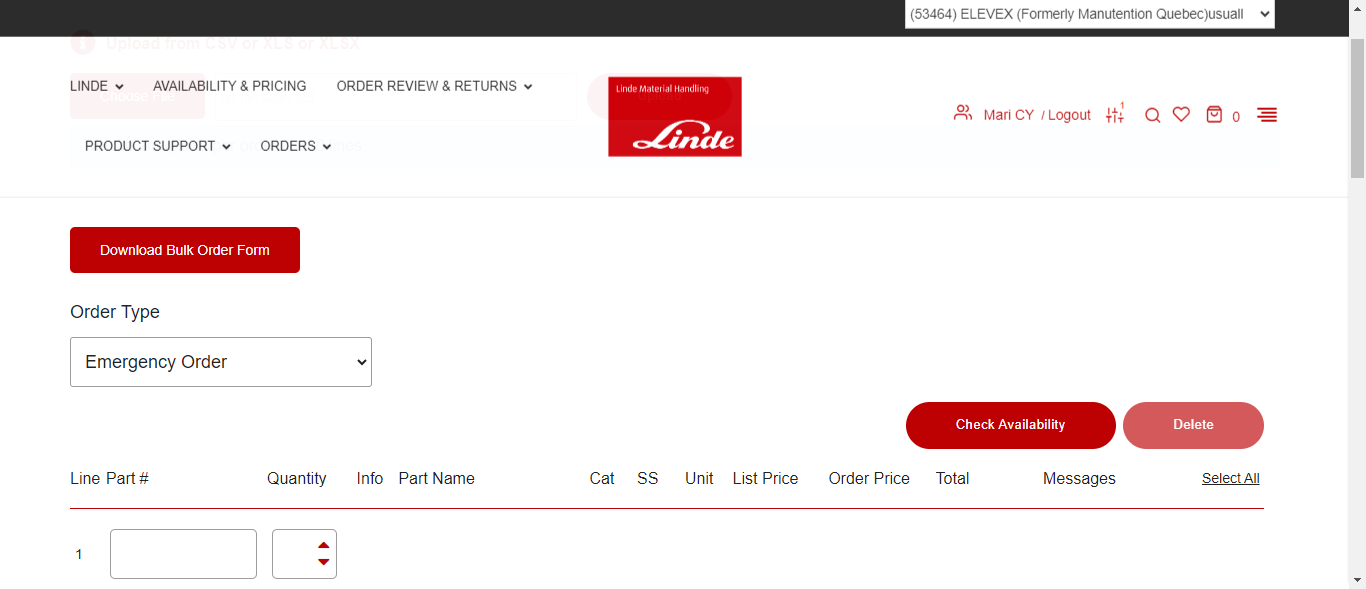 (53464) ELEVEX (Formerly Manutention Quebec)usuall
Upload from CSV or XLS or XLSX
LINDE
AVAILABILITY & PRICING
ORDER REVIEW & RETURNS
Choose File
Linde Material Handling
Linde
Mari CY / Logout
1
0
PRODUCT SUPPORT
ORDERS
Download Bulk Order Form
Order Type
Emergency Order
Check Availability
Delete
Line Part # Quantity Info Part Name Cat SS Unit List Price Order Price Total Messages Select All
1